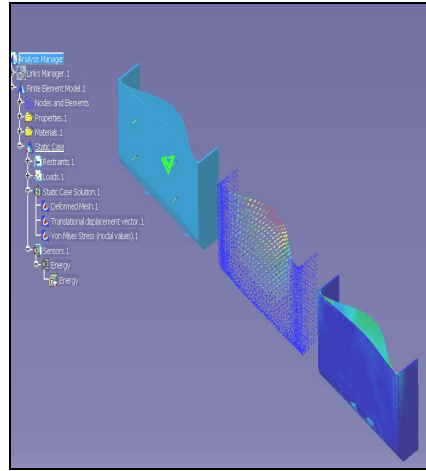 Analysis Manager
Links Manager.1
Finite Element Model.1
Nodes and Elements
Properties.1
Materials.1
Static Case
Restraints.1
Loads.1
Static Case Solution.1
Deformed Mesh.1
Translational displacement vector.1
Von Mises Stress (nodal values).1
Sensors.1
Energy
Energy